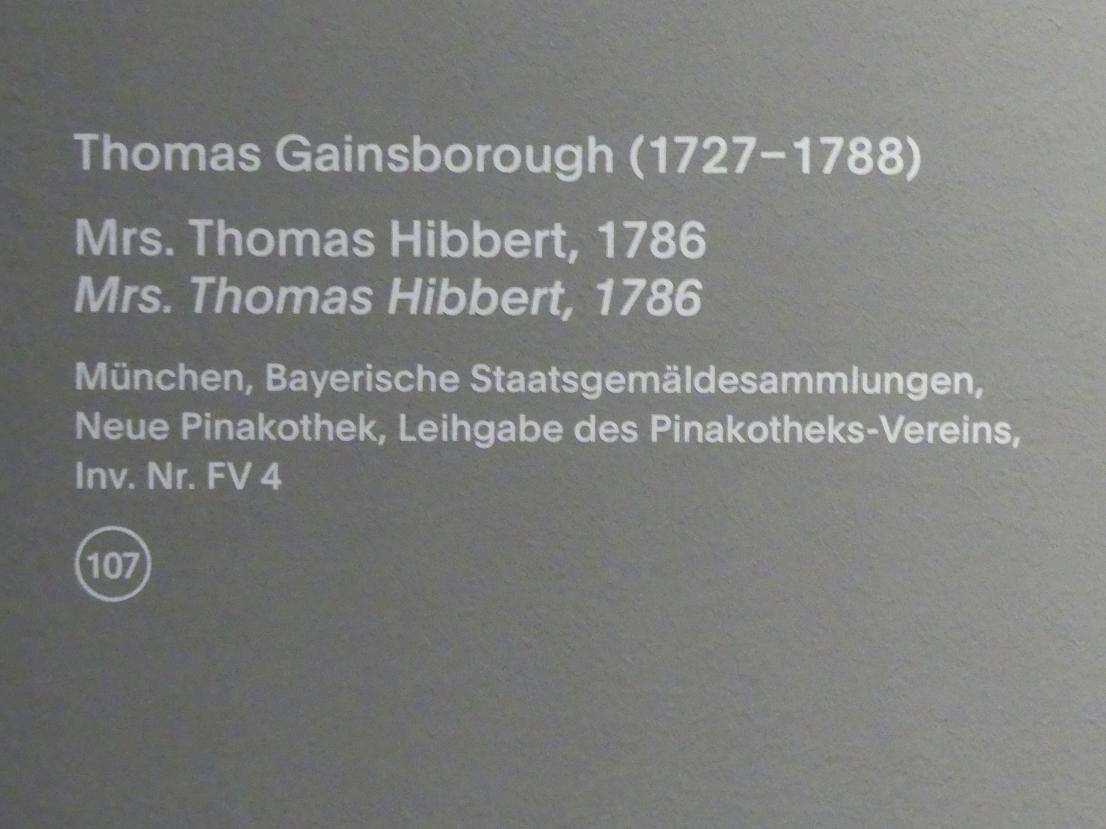 Thomas Gainsborough (1727–1788)
Mrs. Thomas Hibbert, 1786
Mrs. Thomas Hibbert, 1786
München, Bayerische Staatsgemäldesammlungen,
Neue Pinakothek, Leihgabe des Pinakotheks-Vereins,
Inv. Nr. FV 4
107